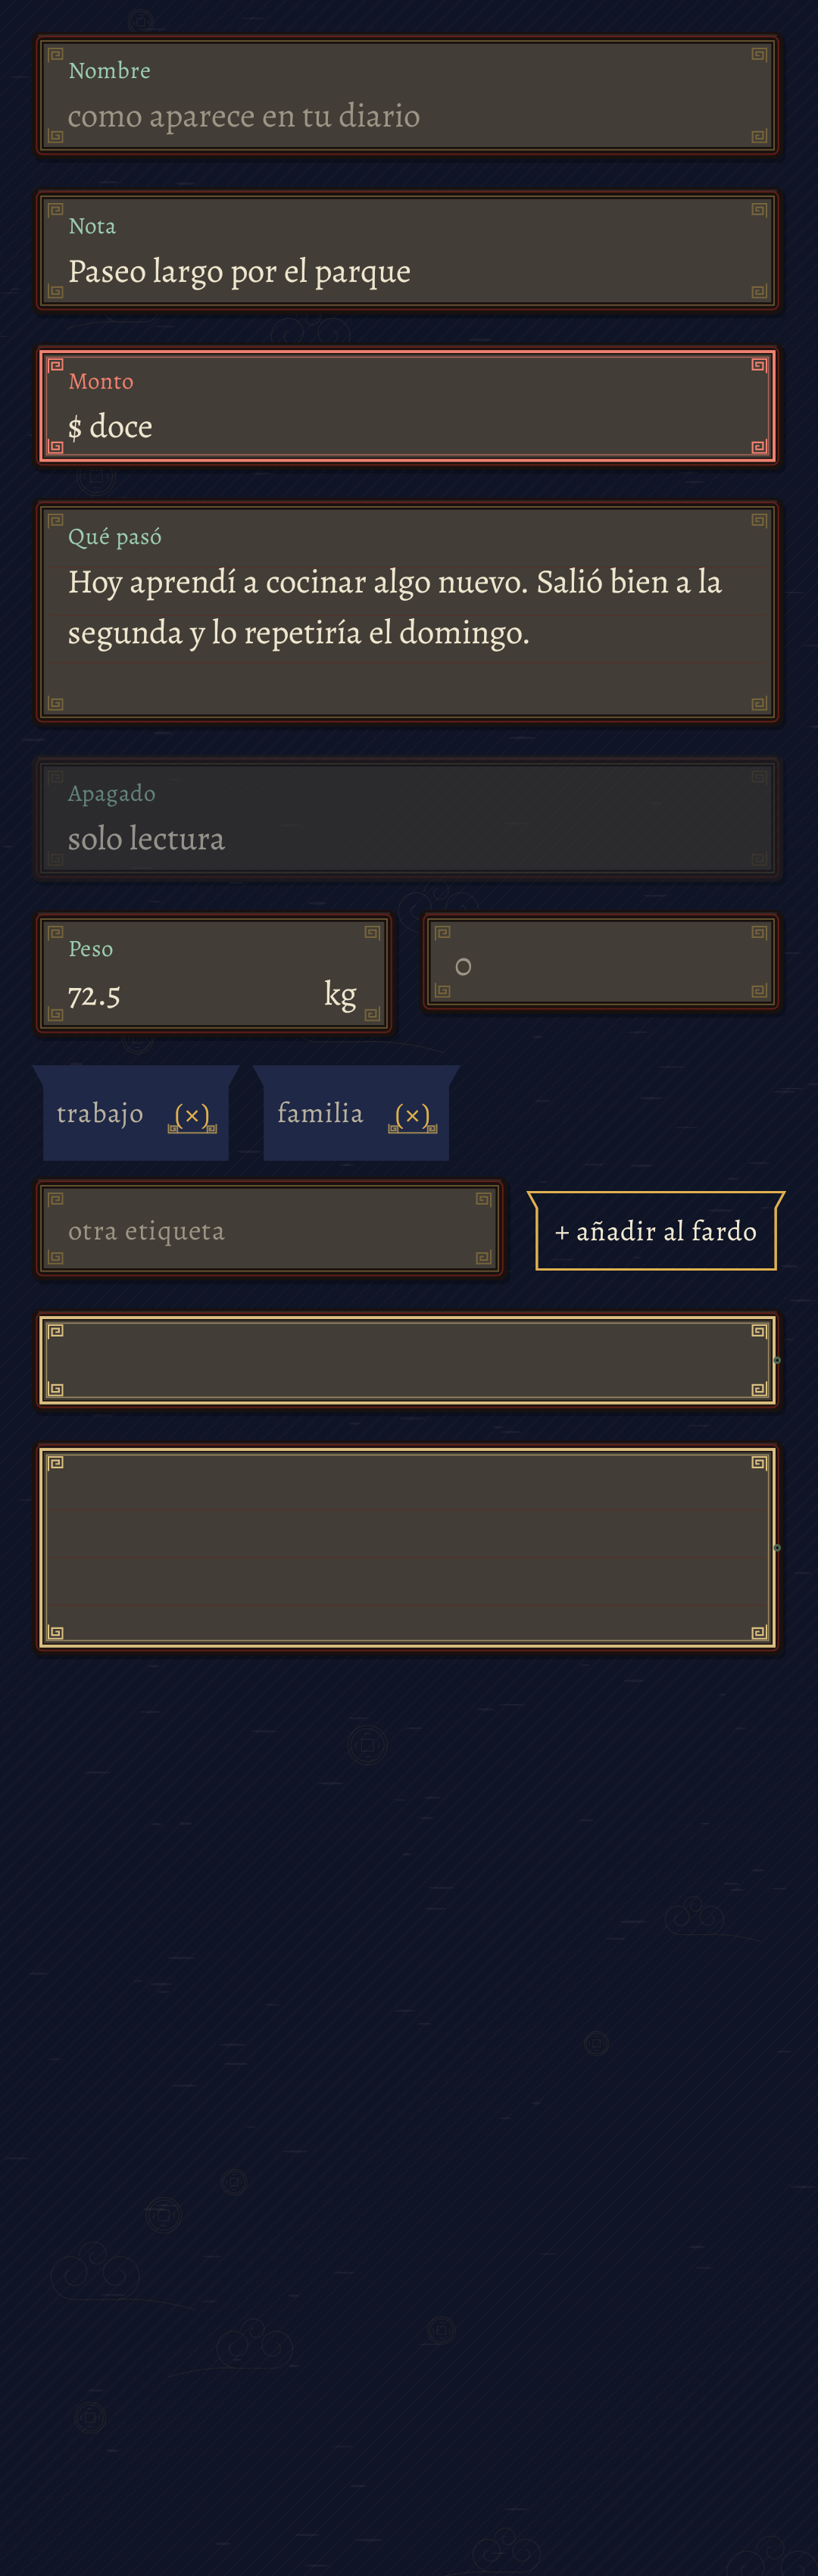 Nombre
como aparece en tu diario
Nota
Paseo largo por el parque
Monto
$ doce
Qué pasó
Hoy aprendí a cocinar algo nuevo. Salió bien a la
segunda y lo repetiría el domingo.
Apagado
solo lectura
Peso
72.5 kg
0
trabajo (×) familia (×)
otra etiqueta
+ añadir al fardo